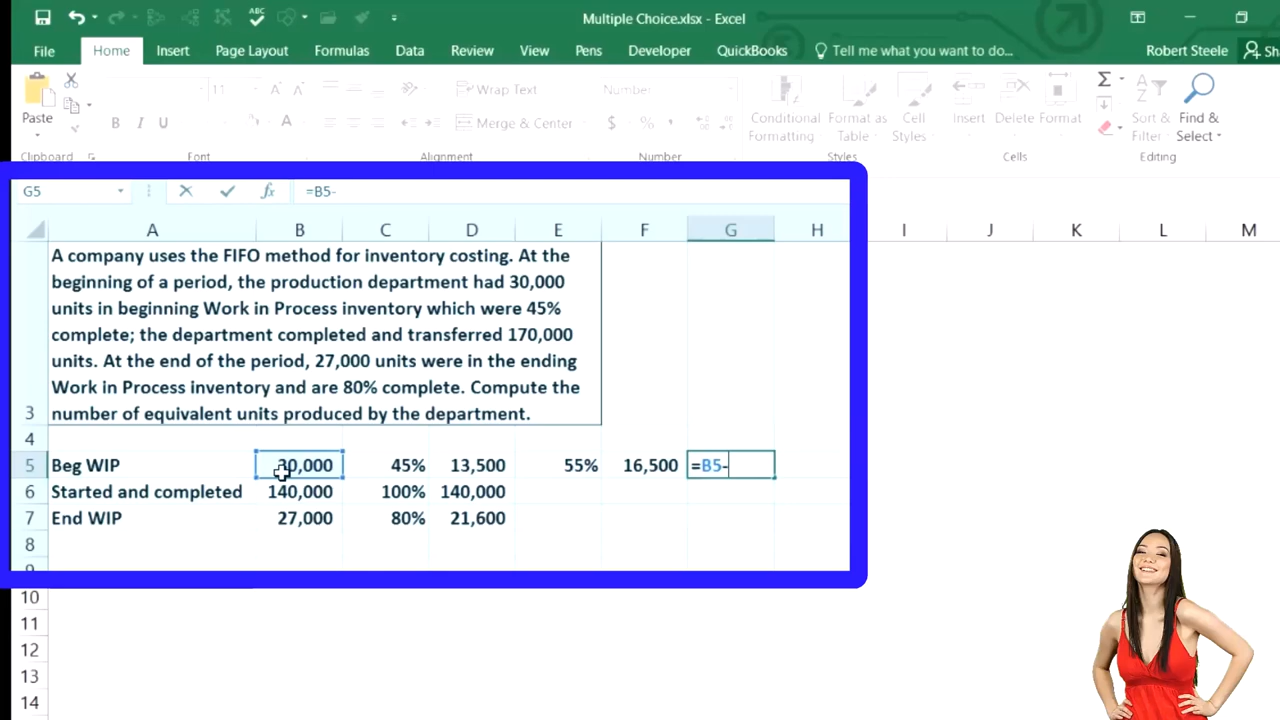 Multiple Choice.xlsx - Excel
File Home Insert Page Layout Formulas Data Review View Pens Developer QuickBooks Tell me what you want to do... Robert Steele
ABC
11
Wrap Text
Number
Paste
B I U
A
Merge & Center
$ %
Conditional Formatting
Format as Table
Cell Styles
Insert Delete Format
Sort & Filter
Find & Select
Clipboard Font Alignment Number Styles Cells Editing
G5 fx =B5-
A B C D E F G H I J K L M
A company uses the FIFO method for inventory costing. At the
beginning of a period, the production department had 30,000
units in beginning Work in Process inventory which were 45%
complete; the department completed and transferred 170,000
units. At the end of the period, 27,000 units were in the ending
Work in Process inventory and are 80% complete. Compute the
3 number of equivalent units produced by the department.
4
5 Beg WIP 30,000 45% 13,500 55% 16,500 =B5-
6 Started and completed 140,000 100% 140,000
7 End WIP 27,000 80% 21,600
8
10
11
12
13
14